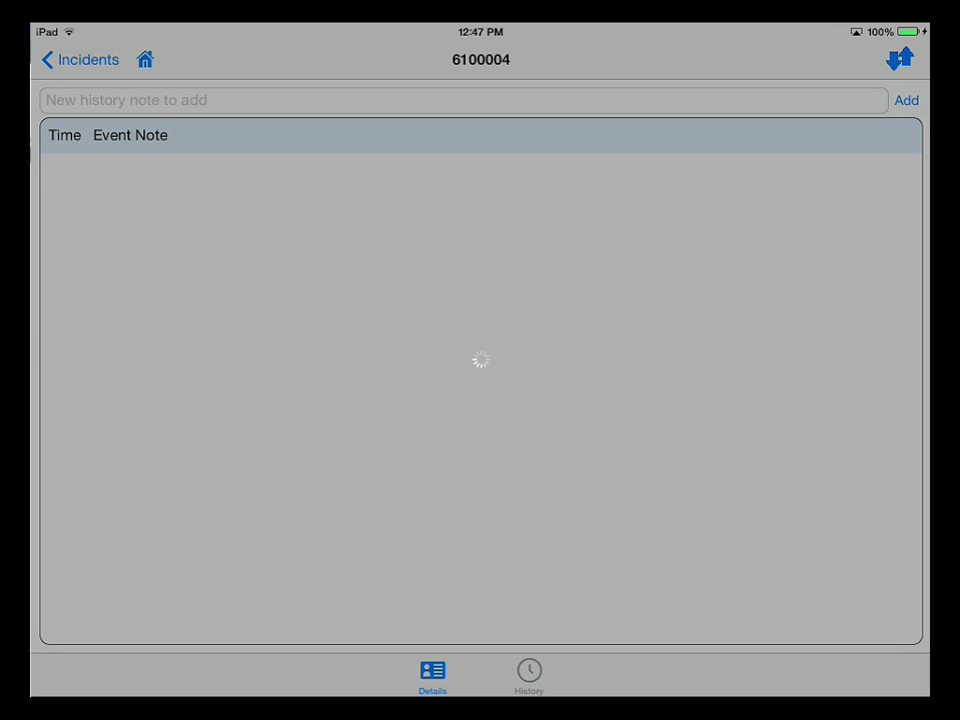 iPad 12:47 PM 100%
Incidents 6100004
New history note to add Add
Time Event Note
Details History